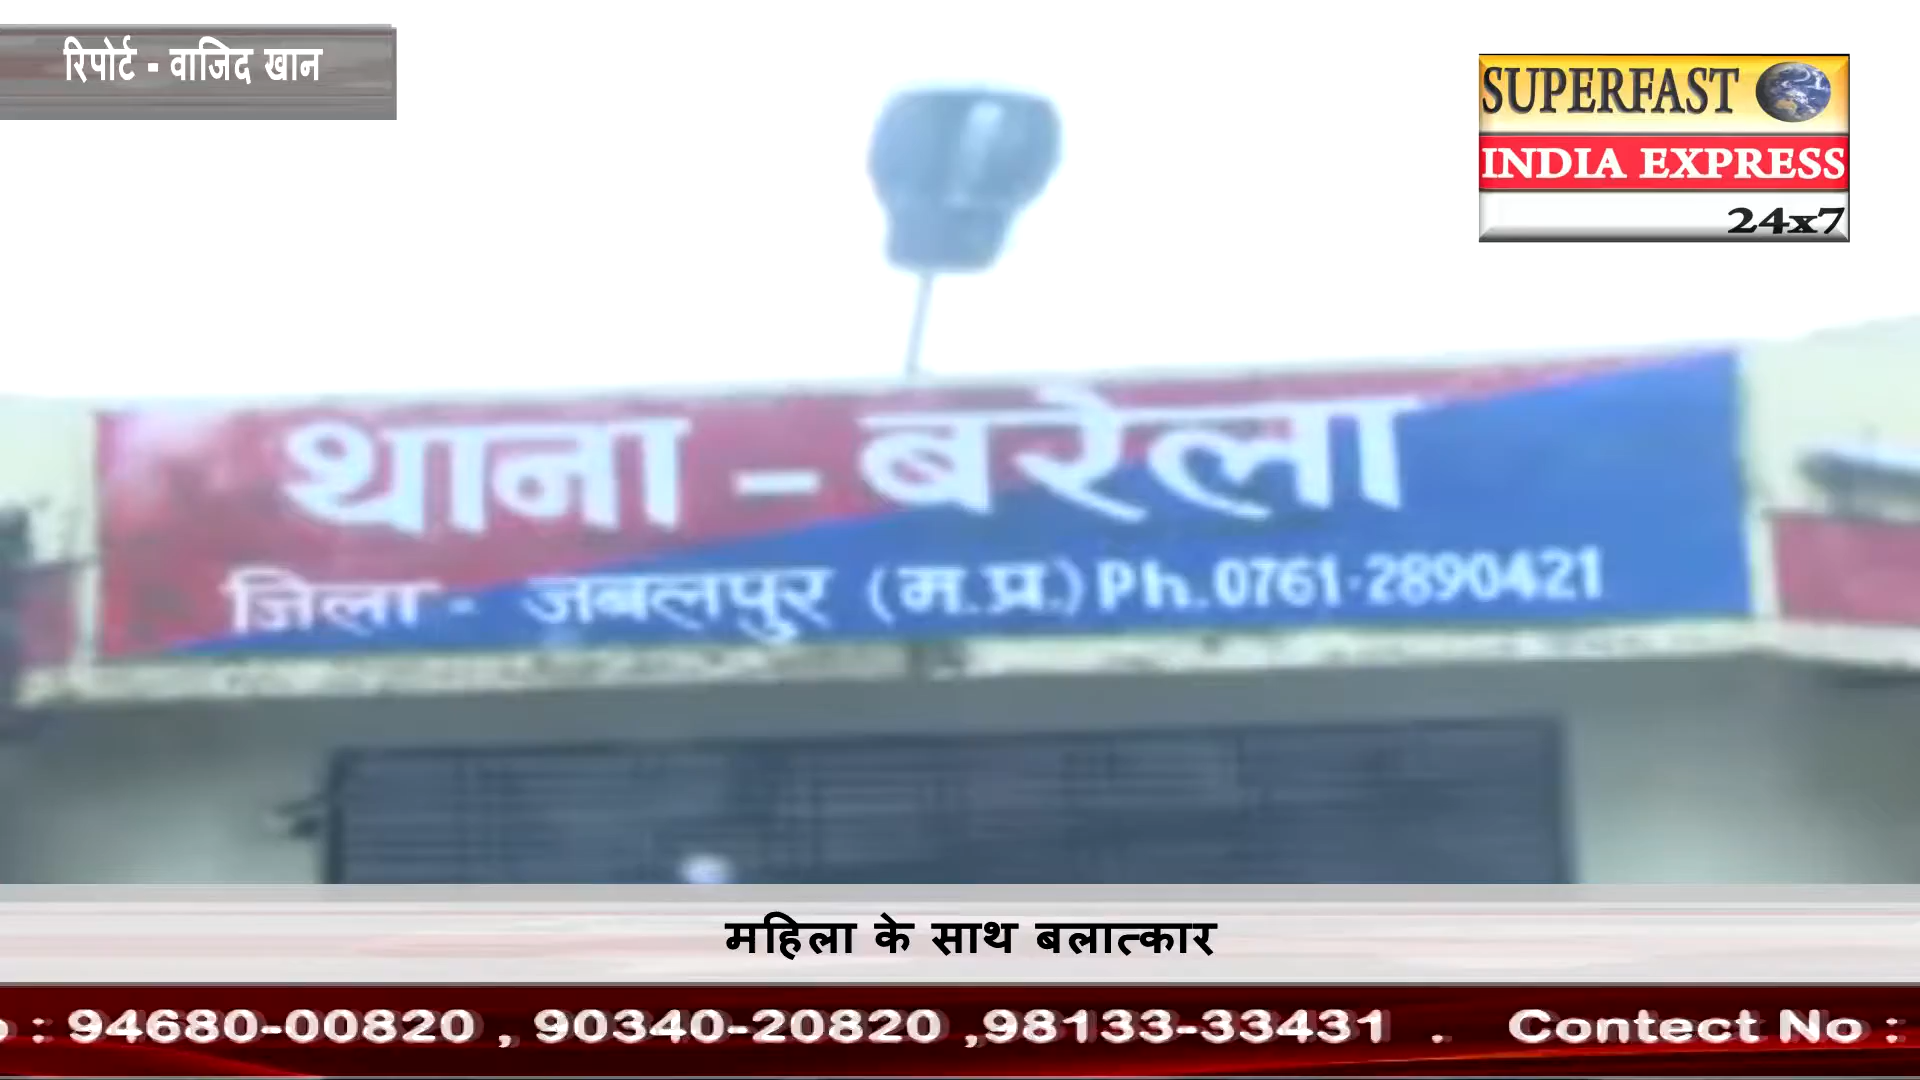 रिपोर्ट - वाजिद खान
SUPERFAST
INDIA EXPRESS
24x7
थाना - बरेला
जिला - जबलपुर (म.प्र.) Ph.0761-2890421
महिला के साथ बलात्कार
: 94680-00820 , 90340-20820 ,98133-33431 . Contect No :